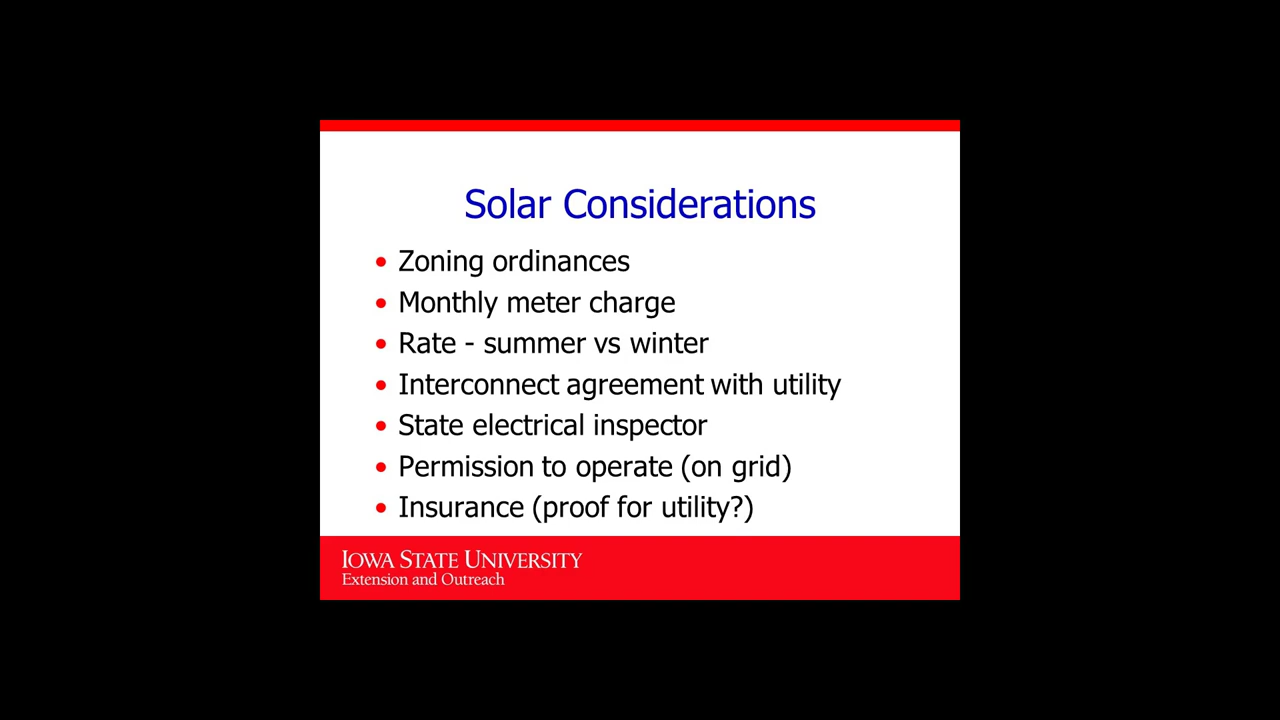 Solar Considerations
• Zoning ordinances
• Monthly meter charge
• Rate - summer vs winter
• Interconnect agreement with utility
• State electrical inspector
• Permission to operate (on grid)
• Insurance (proof for utility?)
IOWA STATE UNIVERSITY
Extension and Outreach